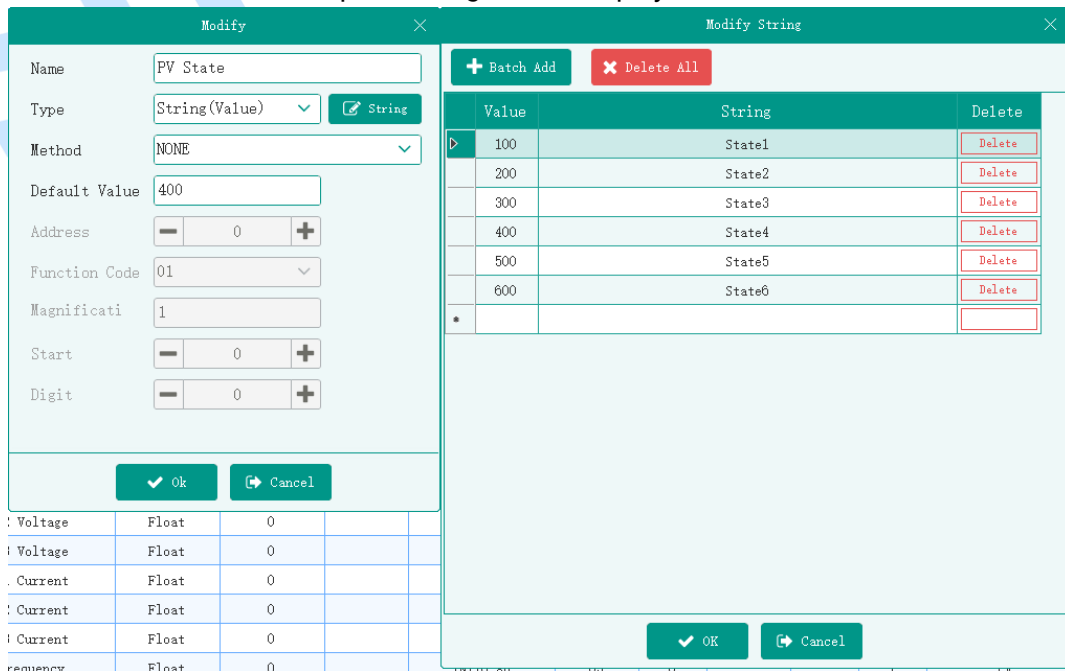 Modify
Name PV State
Type String(Value) String
Method NONE
Default Value 400
Address 0
Function Code 01
Magnificati 1
Start 0
Digit 0
Ok Cancel
Voltage Float 0
Voltage Float 0
Current Float 0
Current Float 0
Current Float 0
Float 0
Modify String
Batch Add Delete All
Value String Delete
100 State1 Delete
200 State2 Delete
300 State3 Delete
400 State4 Delete
500 State5 Delete
600 State6 Delete
*
OK Cancel